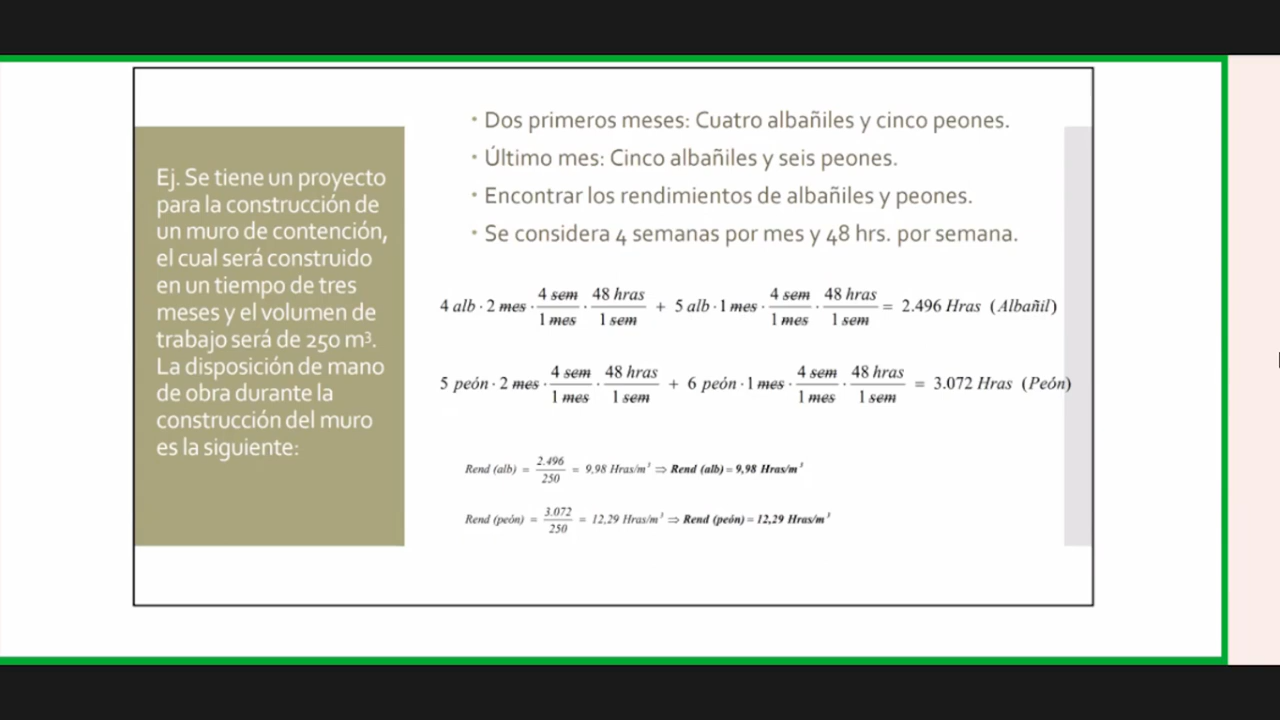 Ej. Se tiene un proyecto
para la construcción de
un muro de contención,
el cual será construido
en un tiempo de tres
meses y el volumen de
trabajo será de 250 m³.
La disposición de mano
de obra durante la
construcción del muro
es la siguiente:
• Dos primeros meses: Cuatro albañiles y cinco peones.
• Último mes: Cinco albañiles y seis peones.
• Encontrar los rendimientos de albañiles y peones.
• Se considera 4 semanas por mes y 48 hrs. por semana.
4 alb · 2 mes · 4 sem / 1 mes · 48 hras / 1 sem + 5 alb · 1 mes · 4 sem / 1 mes · 48 hras / 1 sem = 2.496 Hras (Albañil)
5 peón · 2 mes · 4 sem / 1 mes · 48 hras / 1 sem + 6 peón · 1 mes · 4 sem / 1 mes · 48 hras / 1 sem = 3.072 Hras (Peón)
Rend (alb) = 2.496 / 250 = 9,98 Hras/m³ ⇒ Rend (alb) = 9,98 Hras/m³
Rend (peón) = 3.072 / 250 = 12,29 Hras/m³ ⇒ Rend (peón) = 12,29 Hras/m³